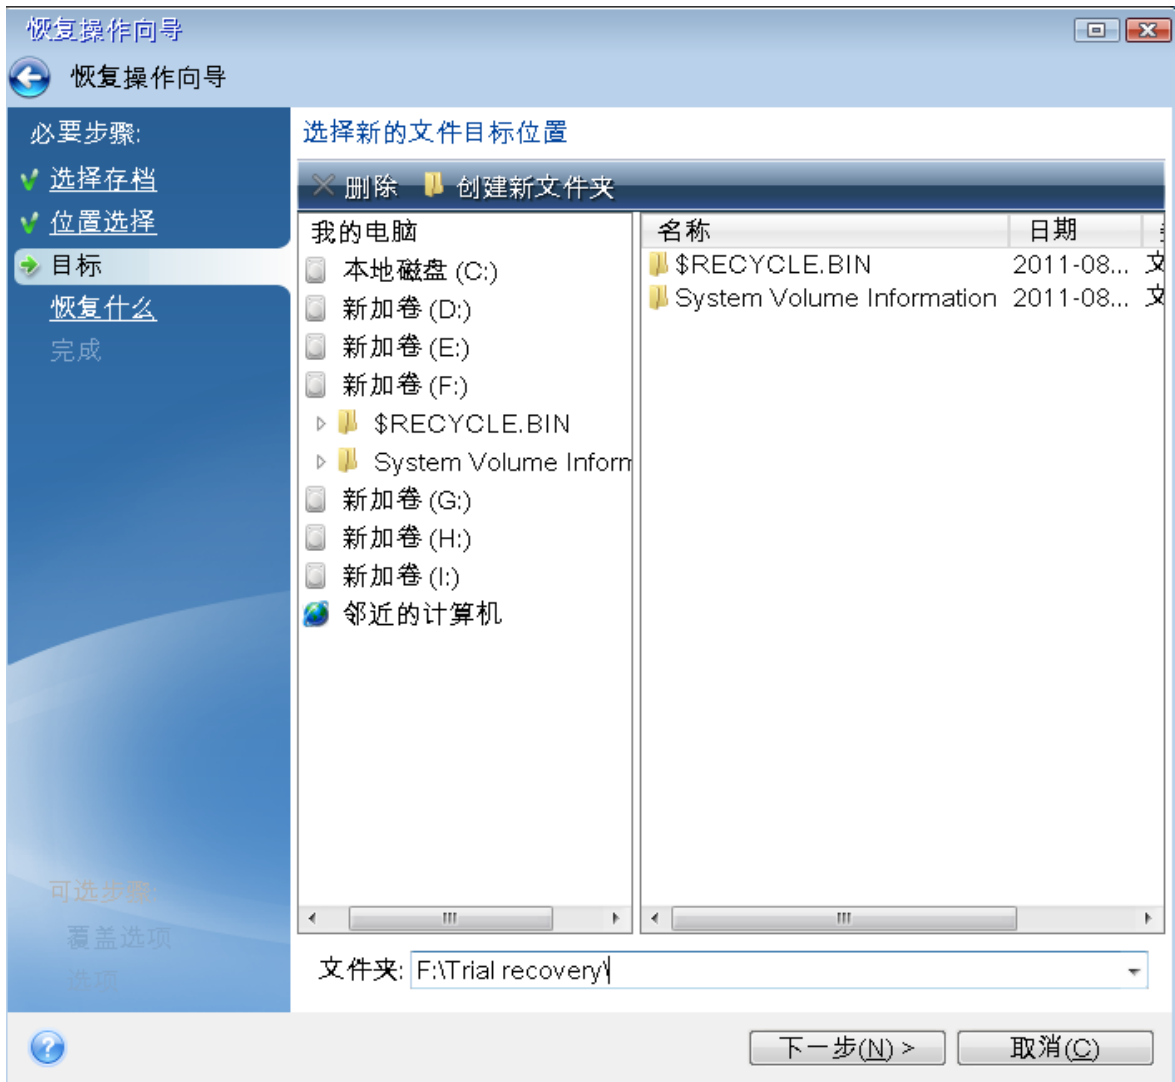 恢复操作向导
恢复操作向导
必要步骤:
选择存档
位置选择
目标
恢复什么
完成
可选步骤:
覆盖选项
选项
选择新的文件目标位置
删除 创建新文件夹
我的电脑
本地磁盘 (C:)
新加卷 (D:)
新加卷 (E:)
新加卷 (F:)
$RECYCLE.BIN
System Volume Inform
新加卷 (G:)
新加卷 (H:)
新加卷 (I:)
邻近的计算机
名称 日期
$RECYCLE.BIN 2011-08... 文
System Volume Information 2011-08... 文
文件夹: F:\Trial recovery\
下一步(N) > 取消(C)